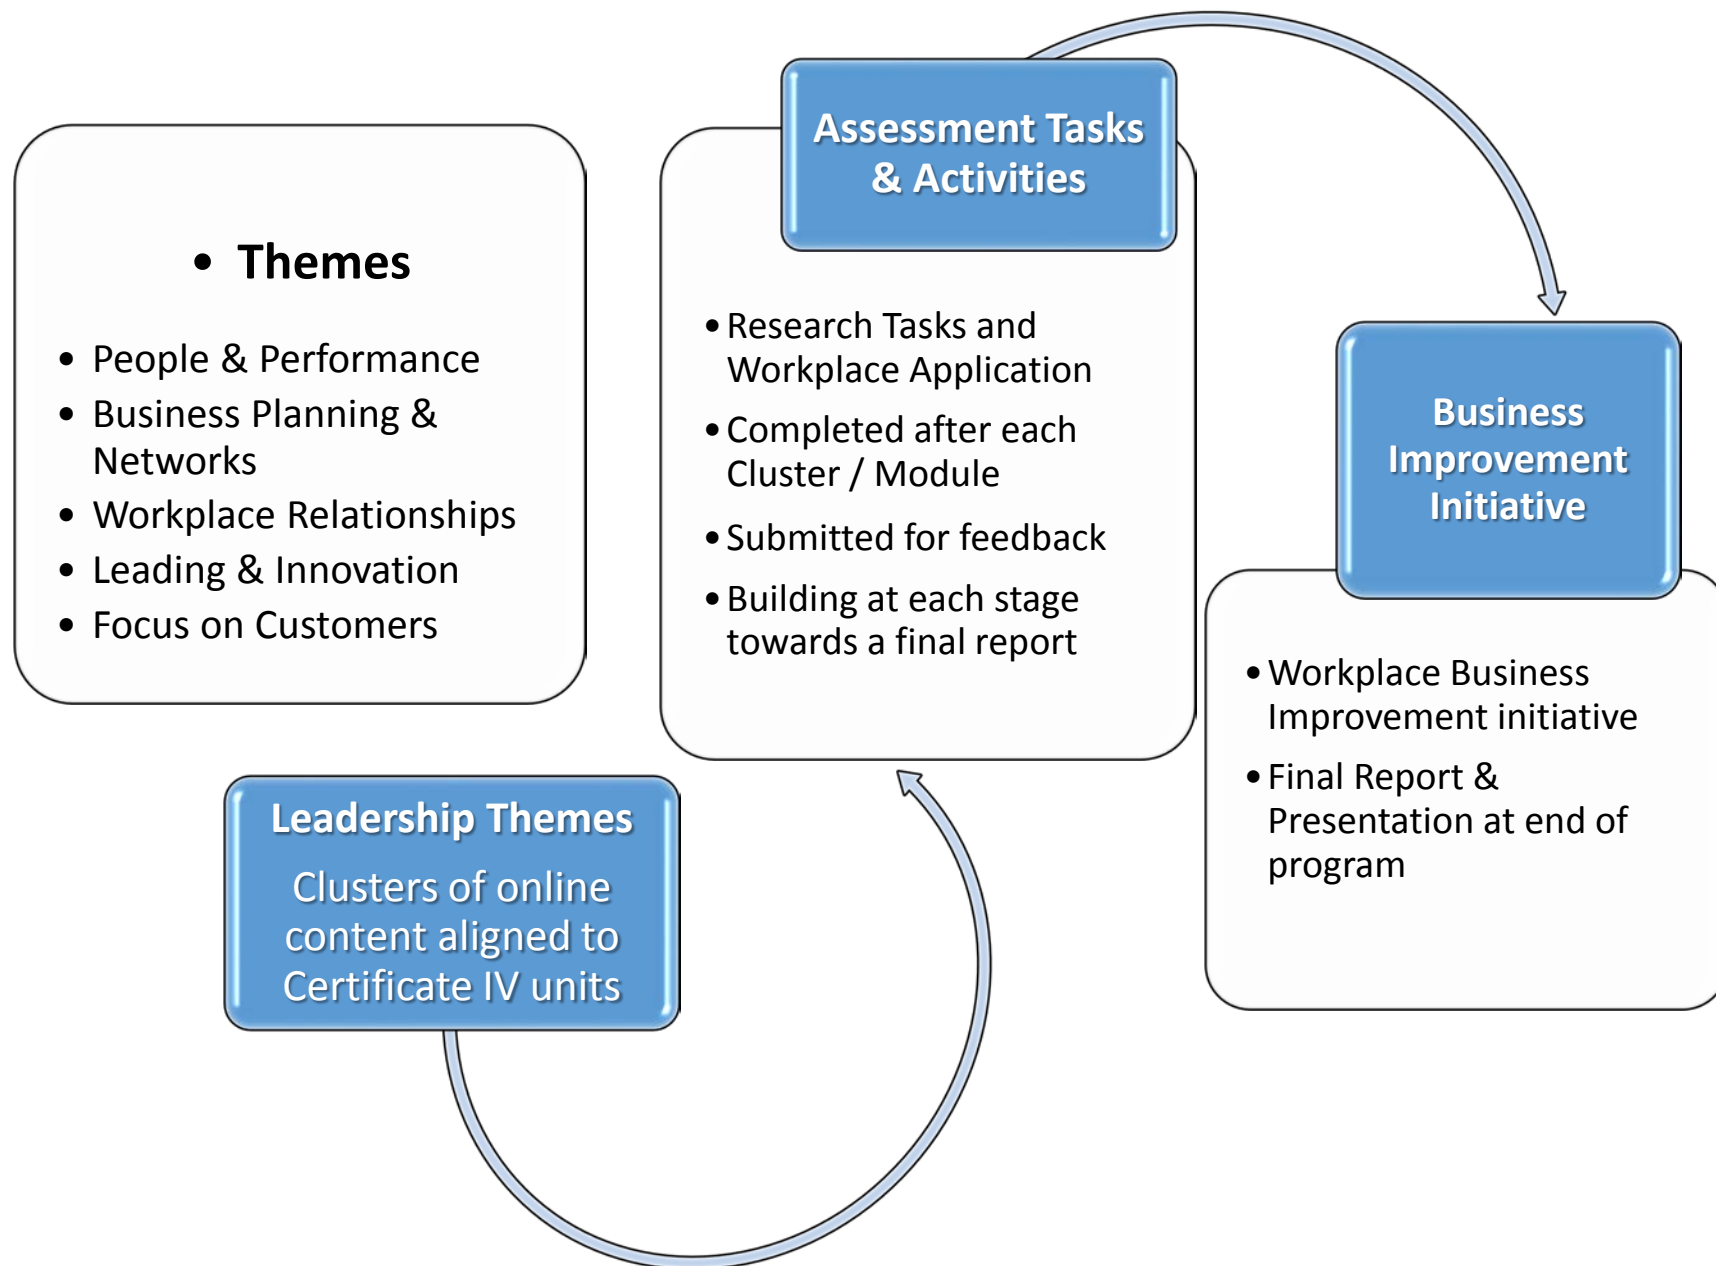 • Themes
• People & Performance
• Business Planning &
Networks
• Workplace Relationships
• Leading & Innovation
• Focus on Customers
Leadership Themes
Clusters of online
content aligned to
Certificate IV units
Assessment Tasks
& Activities
• Research Tasks and
Workplace Application
• Completed after each
Cluster / Module
• Submitted for feedback
• Building at each stage
towards a final report
Business
Improvement
Initiative
• Workplace Business
Improvement initiative
• Final Report &
Presentation at end of
program